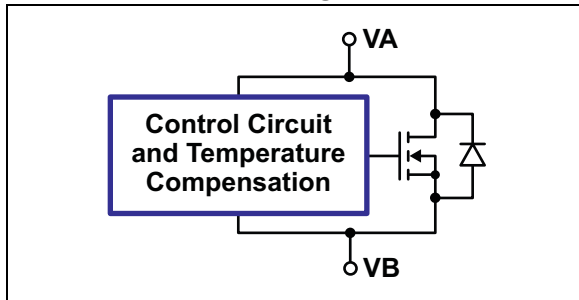 VA
Control Circuit
and Temperature
Compensation
VB